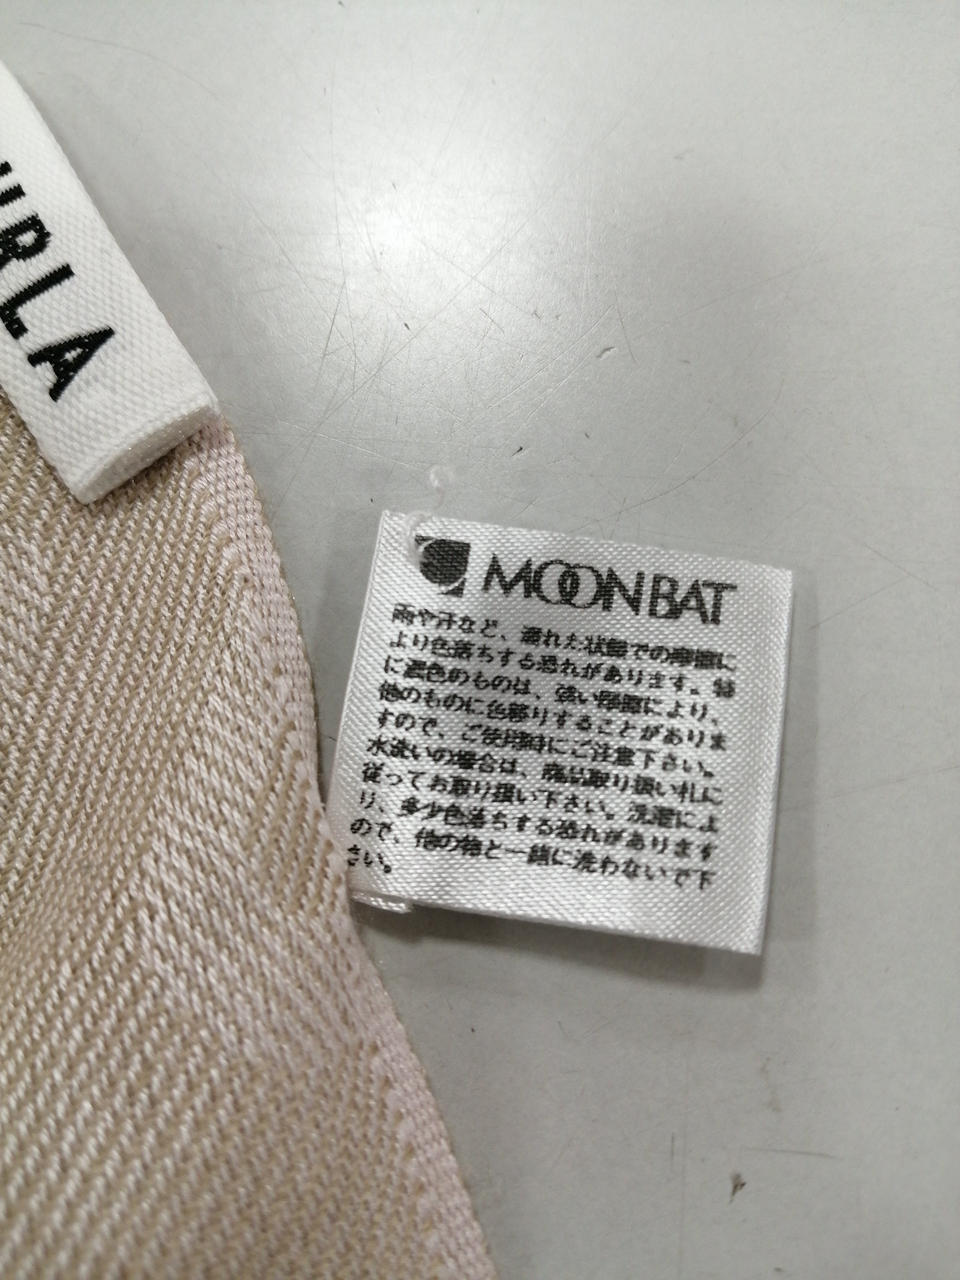 URLA
MOONBAT
雨や汗など、濡れた状態での摩擦に
より色落ちする恐れがあります。特
に濃色のものは、強い摩擦により、
他のものに色移りすることがありま
すので、ご使用時にご注意下さい。
水洗いの場合は、商品取り扱い札に
従ってお取り扱い下さい。洗濯によ
り、多少色落ちする恐れがあります
ので、他の物と一緒に洗わないで下
さい。